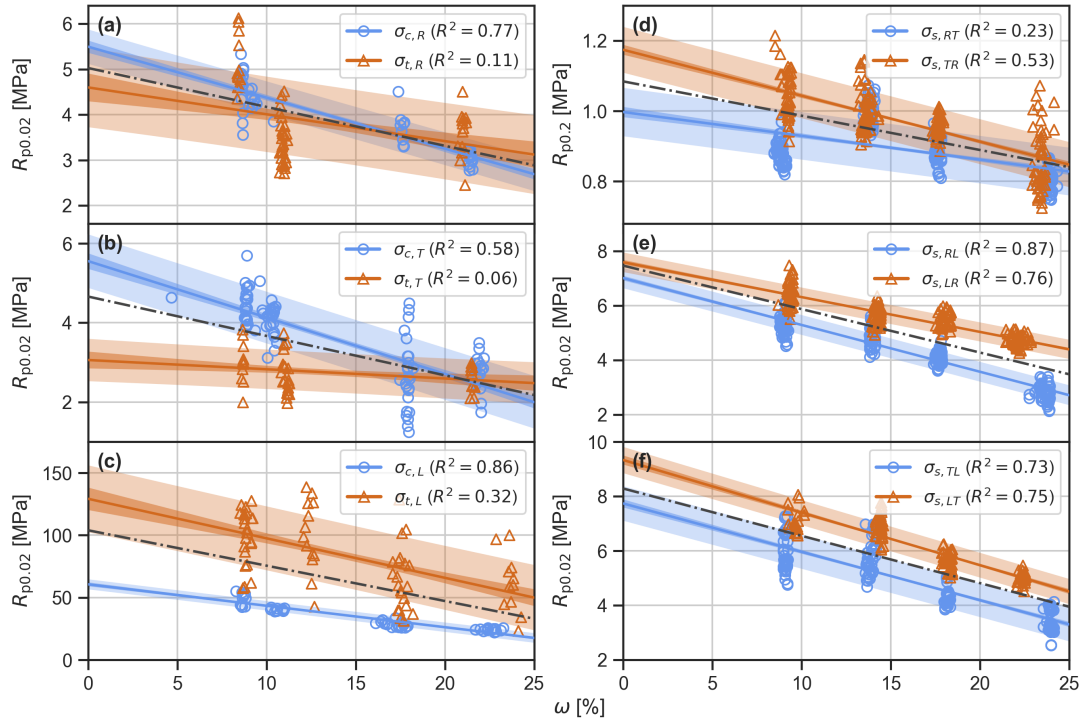 (a)
σc,R (R² = 0.77)
σt,R (R² = 0.11)
Rp0.02 [MPa]
6
5
4
3
2
(d)
σs,RT (R² = 0.23)
σs,TR (R² = 0.53)
Rp0.2 [MPa]
1.2
1.0
0.8
(b)
σc,T (R² = 0.58)
σt,T (R² = 0.06)
Rp0.02 [MPa]
6
4
2
(e)
σs,RL (R² = 0.87)
σs,LR (R² = 0.76)
Rp0.02 [MPa]
8
6
4
2
(c)
σc,L (R² = 0.86)
σt,L (R² = 0.32)
Rp0.02 [MPa]
150
100
50
0
0 5 10 15 20 25
(f)
σs,TL (R² = 0.73)
σs,LT (R² = 0.75)
Rp0.02 [MPa]
10
8
6
4
2
0 5 10 15 20 25
ω [%]